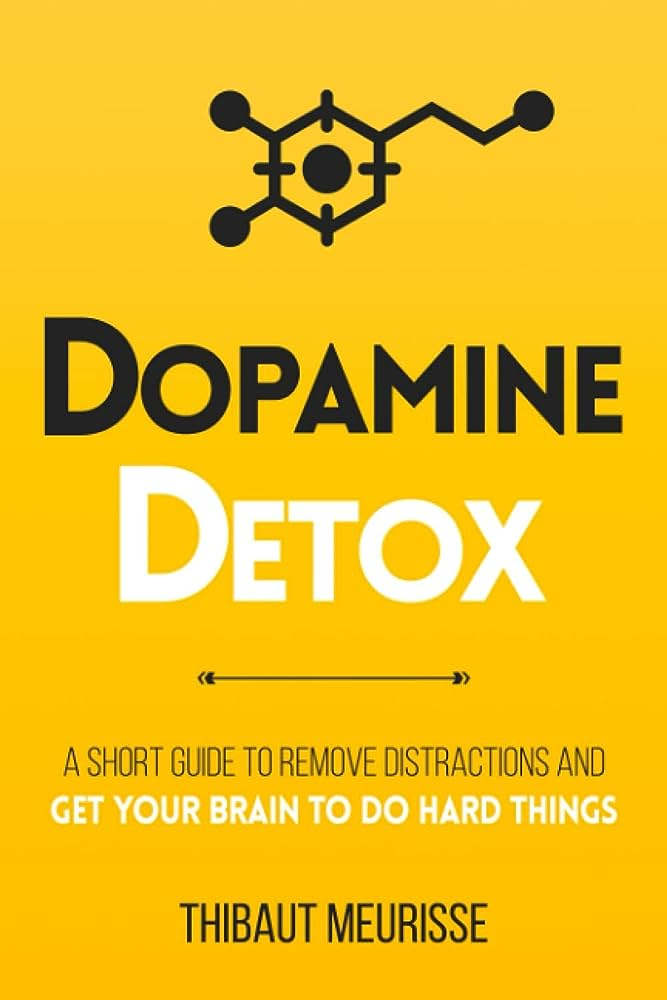 DOPAMINE
DETOX
A SHORT GUIDE TO REMOVE DISTRACTIONS AND
GET YOUR BRAIN TO DO HARD THINGS
THIBAUT MEURISSE